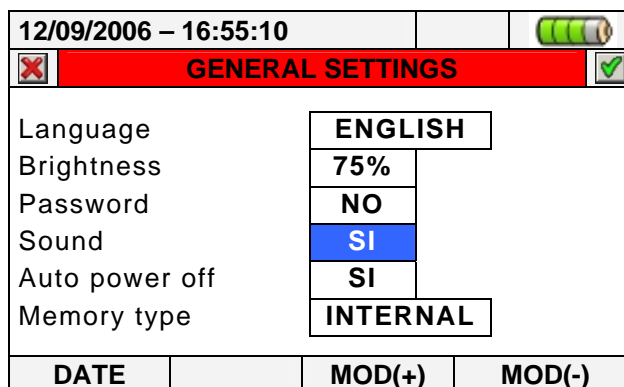 12/09/2006 – 16:55:10
GENERAL SETTINGS
Language ENGLISH
Brightness 75%
Password NO
Sound SI
Auto power off SI
Memory type INTERNAL
DATE MOD(+) MOD(-)